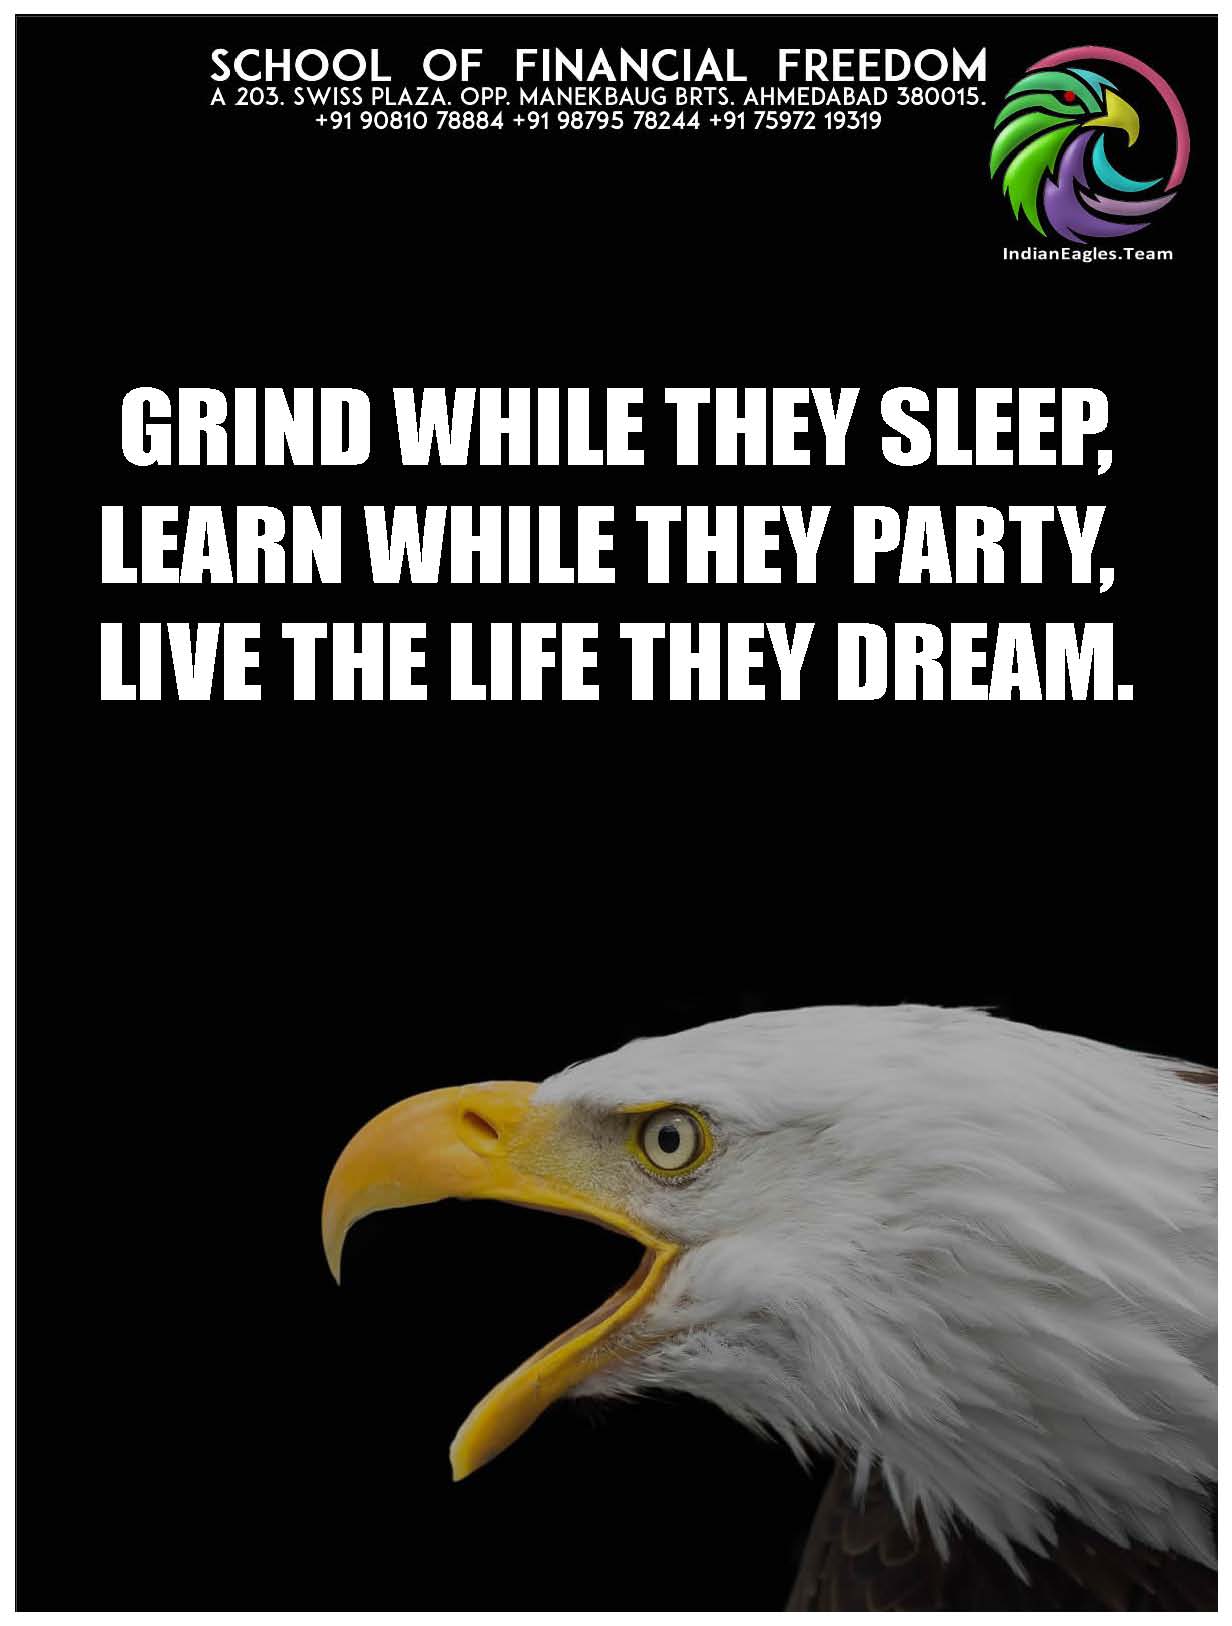 SCHOOL OF FINANCIAL FREEDOM
A 203. SWISS PLAZA. OPP. MANEKBAUG BRTS. AHMEDABAD 380015.
+91 90810 78884 +91 98795 78244 +91 75972 19319
IndianEagles.Team
GRIND WHILE THEY SLEEP,
LEARN WHILE THEY PARTY,
LIVE THE LIFE THEY DREAM.